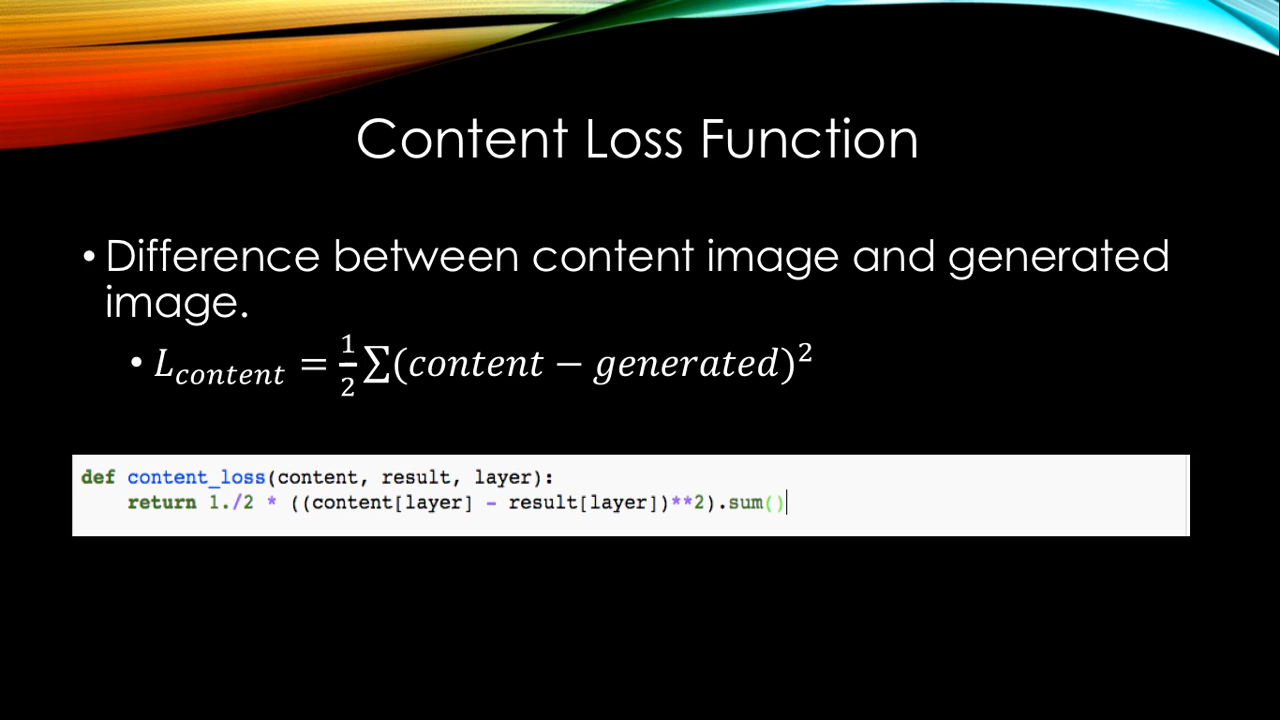 Content Loss Function
• Difference between content image and generated
image.
• L_content = 1/2 ∑(content − generated)²
def content_loss(content, result, layer):
    return 1./2 * ((content[layer] - result[layer])**2).sum()